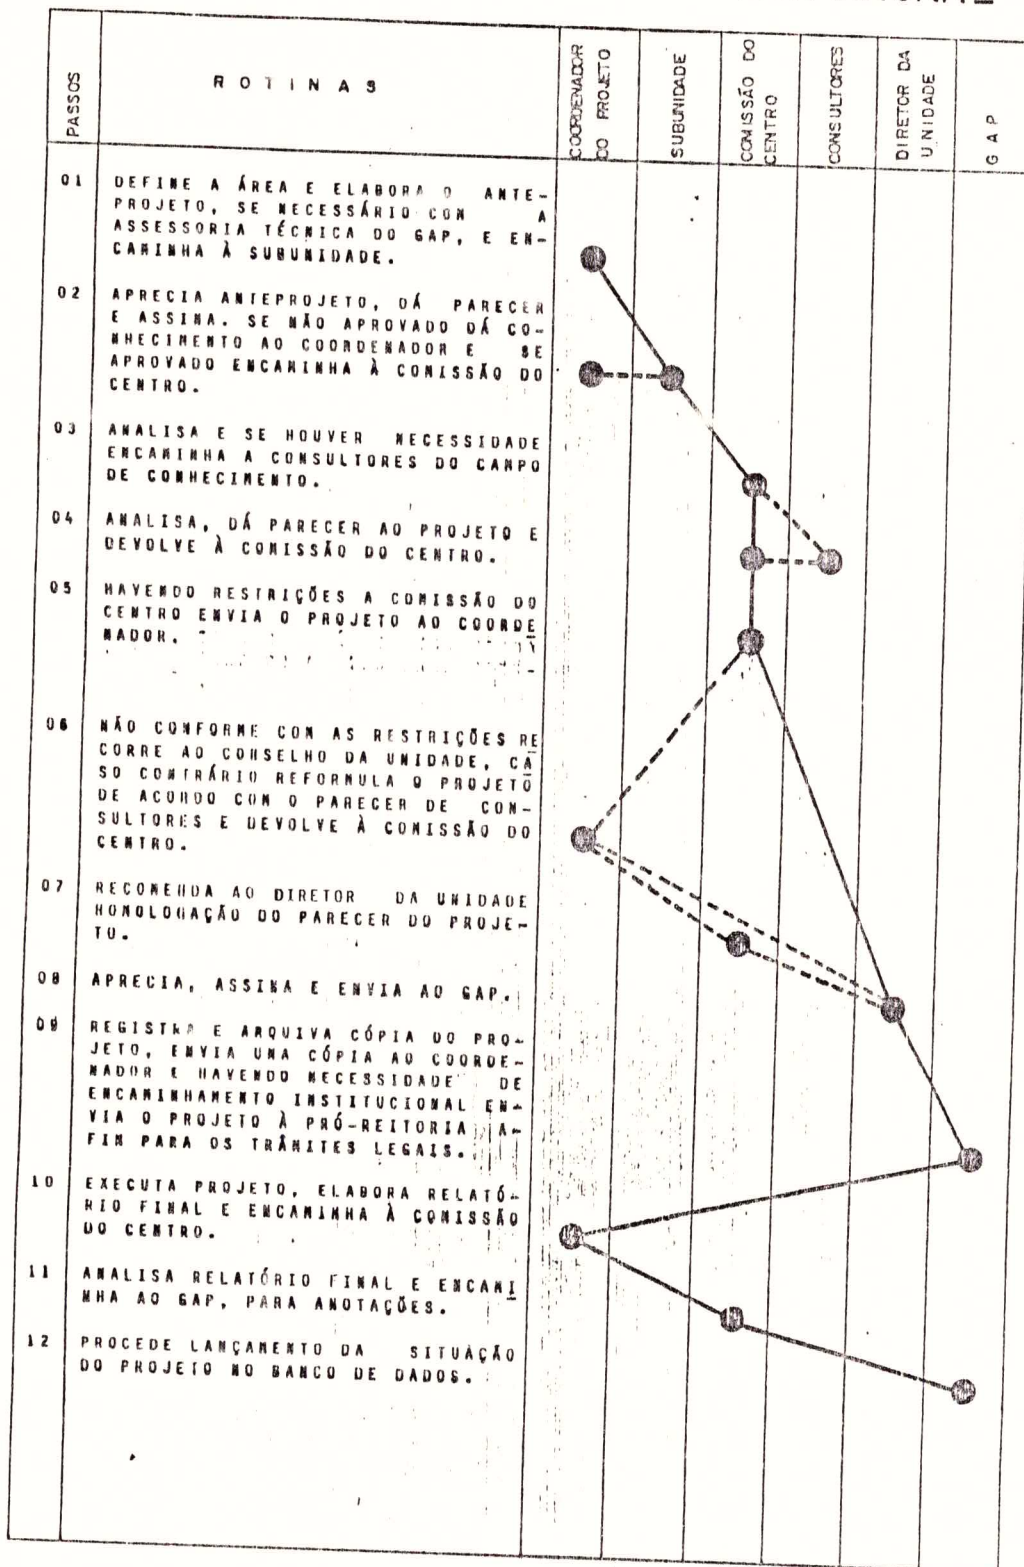 PASSOS
ROTINAS
COORDENADOR
DO PROJETO
SUBUNIDADE
COMISSÃO DO
CENTRO
CONSULTORES
DIRETOR DA
UNIDADE
GAP
01 DEFINE A ÁREA E ELABORA O ANTE-
PROJETO, SE NECESSÁRIO COM A
ASSESSORIA TÉCNICA DO GAP, E EN-
CAMINHA À SUBUNIDADE.
02 APRECIA ANTEPROJETO, DÁ PARECER
E ASSINA. SE NÃO APROVADO DÁ CO-
NHECIMENTO AO COORDENADOR E SE
APROVADO ENCAMINHA À COMISSÃO DO
CENTRO.
03 ANALISA E SE HOUVER NECESSIDADE
ENCAMINHA A CONSULTORES DO CAMPO
DE CONHECIMENTO.
04 ANALISA, DÁ PARECER AO PROJETO E
DEVOLVE À COMISSÃO DO CENTRO.
05 HAVENDO RESTRIÇÕES A COMISSÃO DO
CENTRO ENVIA O PROJETO AO COORDE
NADOR.
06 NÃO CONFORME COM AS RESTRIÇÕES RE
CORRE AO CONSELHO DA UNIDADE, CA
SO CONTRÁRIO REFORMULA O PROJETO
DE ACORDO COM O PARECER DE CON-
SULTORES E DEVOLVE À COMISSÃO DO
CENTRO.
07 RECOMENDA AO DIRETOR DA UNIDADE
HOMOLOGAÇÃO DO PARECER DO PROJE-
TO.
08 APRECIA, ASSINA E ENVIA AO GAP.
09 REGISTRA E ARQUIVA CÓPIA DO PRO-
JETO, ENVIA UMA CÓPIA AO COORDE-
NADOR E HAVENDO NECESSIDADE DE
ENCAMINHAMENTO INSTITUCIONAL EN-
VIA O PROJETO À PRÓ-REITORIA A-
FIM PARA OS TRÂMITES LEGAIS.
10 EXECUTA PROJETO, ELABORA RELATÓ-
RIO FINAL E ENCAMINHA À COMISSÃO
DO CENTRO.
11 ANALISA RELATÓRIO FINAL E ENCAMI
NHA AO GAP, PARA ANOTAÇÕES.
12 PROCEDE LANÇAMENTO DA SITUAÇÃO
DO PROJETO NO BANCO DE DADOS.